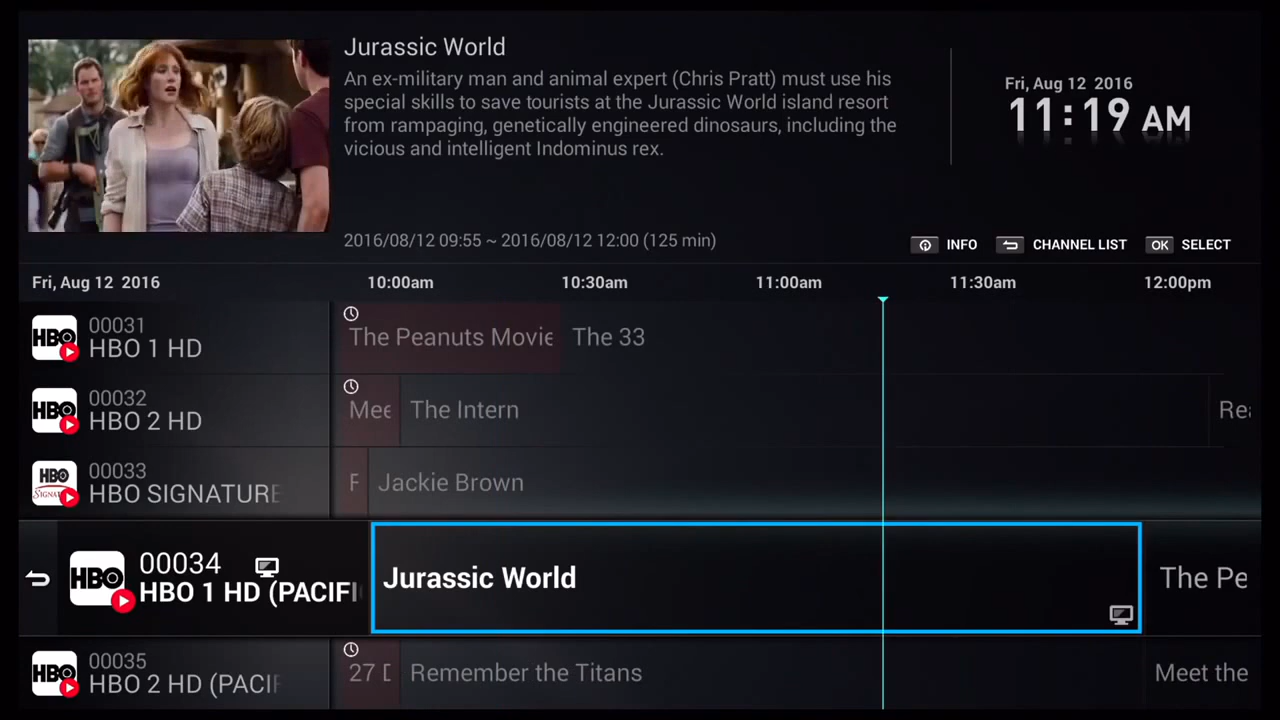 Jurassic World
An ex-military man and animal expert (Chris Pratt) must use his
special skills to save tourists at the Jurassic World island resort
from rampaging, genetically engineered dinosaurs, including the
vicious and intelligent Indominus rex.
2016/08/12 09:55 ~ 2016/08/12 12:00 (125 min)
Fri, Aug 12 2016
11:19 AM
INFO CHANNEL LIST OK SELECT
Fri, Aug 12 2016 10:00am 10:30am 11:00am 11:30am 12:00pm
HBO 00031
HBO 1 HD
The Peanuts Movie The 33
HBO 00032
HBO 2 HD
Mee The Intern Rea
HBO 00033
HBO SIGNATURE
F Jackie Brown
HBO 00034
HBO 1 HD (PACIFI
Jurassic World The Pe
HBO 00035
HBO 2 HD (PACIF
27 D Remember the Titans Meet the